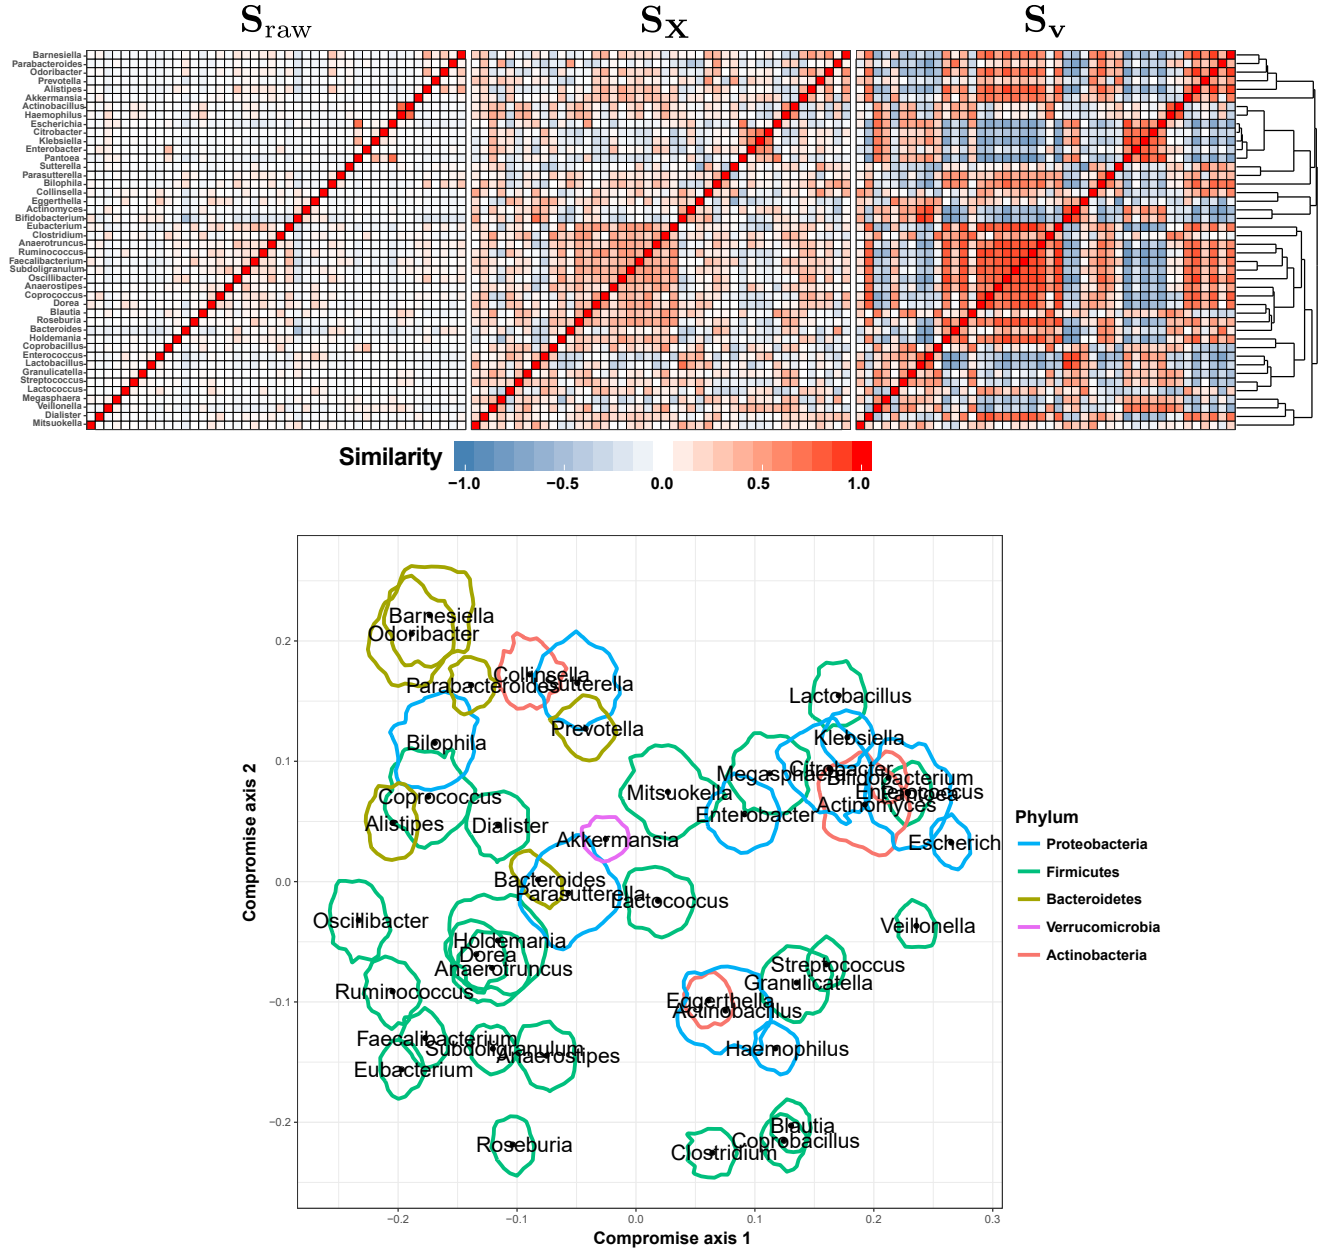 S_raw S_X S_v
Barnesiella
Parabacteroides
Odoribacter
Prevotella
Alistipes
Akkermansia
Actinobacillus
Haemophilus
Escherichia
Citrobacter
Klebsiella
Enterobacter
Pantoea
Sutterella
Parasutterella
Bilophila
Collinsella
Eggerthella
Actinomyces
Bifidobacterium
Eubacterium
Clostridium
Anaerotruncus
Ruminococcus
Faecalibacterium
Subdoligranulum
Oscillibacter
Anaerostipes
Coprococcus
Dorea
Blautia
Roseburia
Bacteroides
Holdemania
Coprobacillus
Enterococcus
Lactobacillus
Granulicatella
Streptococcus
Lactococcus
Megasphaera
Veillonella
Dialister
Mitsuokella
Similarity
−1.0 −0.5 0.0 0.5 1.0
Barnesiella
Odoribacter
Collinsella
Parabacteroides Sutterella
Lactobacillus
Prevotella
Klebsiella
Bilophila
Citrobacter
Megasphaera
Bifidobacterium
Mitsuokella
Enterococcus
Pantoea
Coprococcus
Actinomyces
Enterobacter
Alistipes
Dialister
Akkermansia
Escherich
Bacteroides
Parasutterella
Lactococcus
Oscillibacter
Veillonella
Holdemania
Dorea
Anaerotruncus
Streptococcus
Granulicatella
Ruminococcus
Eggerthella
Actinobacillus
Faecalibacterium
Subdoligranulum
Haemophilus
Anaerostipes
Eubacterium
Blautia
Coprobacillus
Roseburia
Clostridium
0.2
0.1
0.0
−0.1
−0.2
Compromise axis 2
−0.2 −0.1 0.0 0.1 0.2 0.3
Compromise axis 1
Phylum
Proteobacteria
Firmicutes
Bacteroidetes
Verrucomicrobia
Actinobacteria